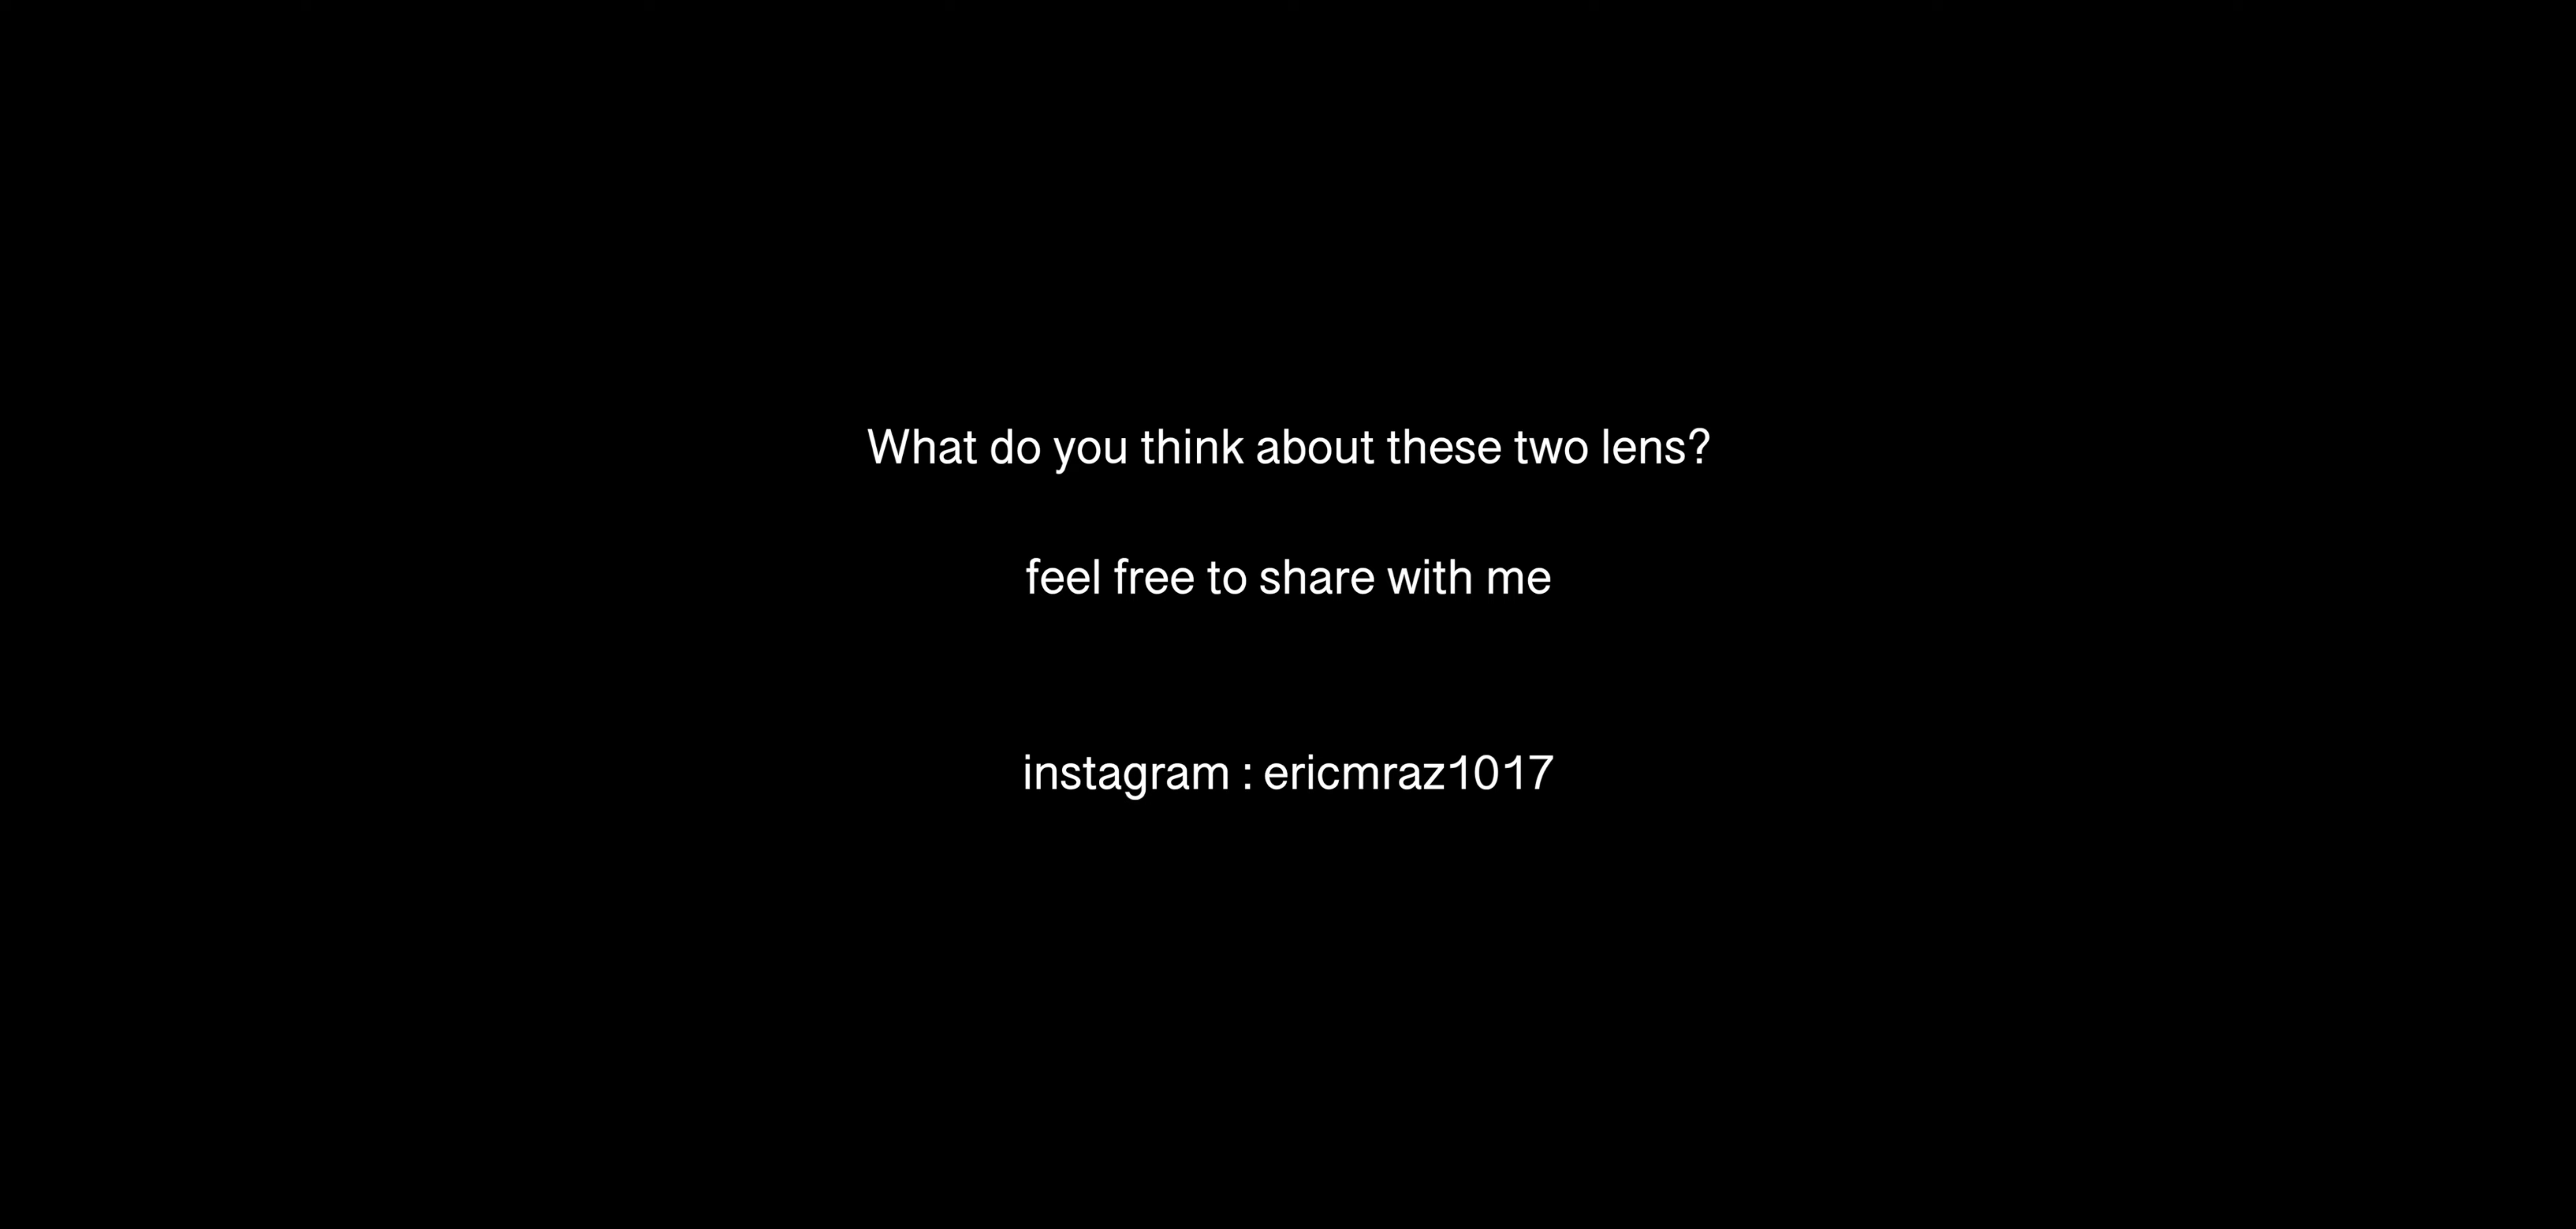 What do you think about these two lens?
feel free to share with me
instagram : ericmraz1017